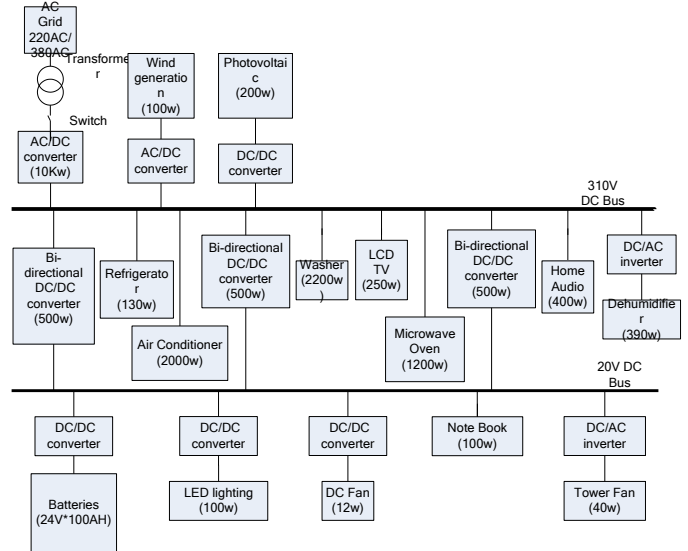 AC
Grid
220AC/
380AC
Transforme
r
Switch
AC/DC
converter
(10Kw)
Wind
generatio
n
(100w)
AC/DC
converter
Photovoltai
c
(200w)
DC/DC
converter
310V
DC Bus
Bi-
directional
DC/DC
converter
(500w)
Refrigerato
r
(130w)
Air Conditioner
(2000w)
Bi-directional
DC/DC
converter
(500w)
Washer
(2200w
)
LCD
TV
(250w)
Microwave
Oven
(1200w)
Bi-directional
DC/DC
converter
(500w)
Home
Audio
(400w)
DC/AC
inverter
Dehumidifie
r
(390w)
20V DC
Bus
DC/DC
converter
Batteries
(24V*100AH)
DC/DC
converter
LED lighting
(100w)
DC/DC
converter
DC Fan
(12w)
Note Book
(100w)
DC/AC
inverter
Tower Fan
(40w)